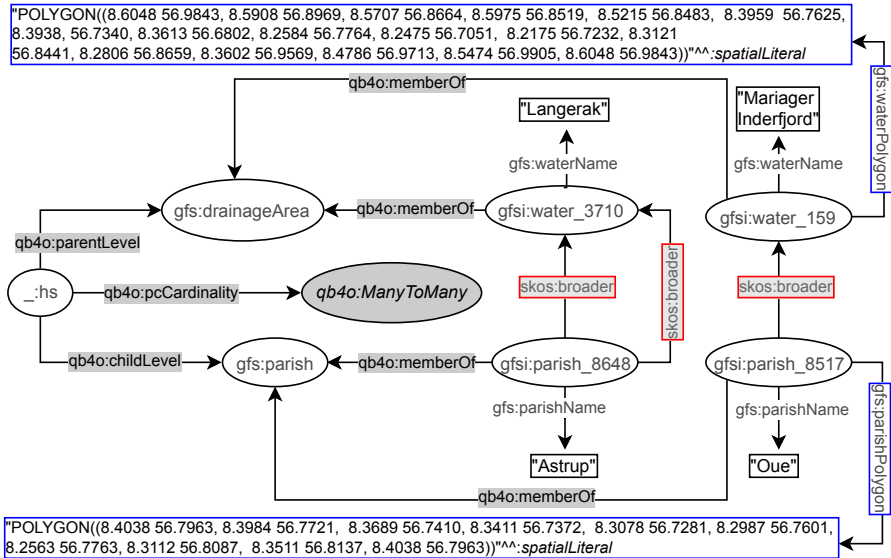 "POLYGON((8.6048 56.9843, 8.5908 56.8969, 8.5707 56.8664, 8.5975 56.8519, 8.5215 56.8483, 8.3959 56.7625,
8.3938 56.7340, 8.3613 56.6802, 8.2584 56.7764, 8.2475 56.7051, 8.2175 56.7232, 8.3121
56.8441, 8.2806 56.8659, 8.3602 56.9569, 8.4786 56.9713, 8.5474 56.9905, 8.6048 56.9843))"^^:spatialLiteral
gfs:waterPolygon
qb4o:memberOf
"Langerak"
"Mariager
Inderfjord"
gfs:waterName
gfs:waterName
gfs:drainageArea
qb4o:memberOf
gfsi:water_3710
gfsi:water_159
qb4o:parentLevel
skos:broader
skos:broader
skos:broader
_:hs
qb4o:pcCardinality
qb4o:ManyToMany
qb4o:childLevel
gfs:parish
qb4o:memberOf
gfsi:parish_8648
gfsi:parish_8517
gfs:parishName
gfs:parishName
gfs:parishPolygon
"Astrup"
"Oue"
qb4o:memberOf
"POLYGON((8.4038 56.7963, 8.3984 56.7721, 8.3689 56.7410, 8.3411 56.7372, 8.3078 56.7281, 8.2987 56.7601,
8.2563 56.7763, 8.3112 56.8087, 8.3511 56.8137, 8.4038 56.7963))"^^:spatialLiteral